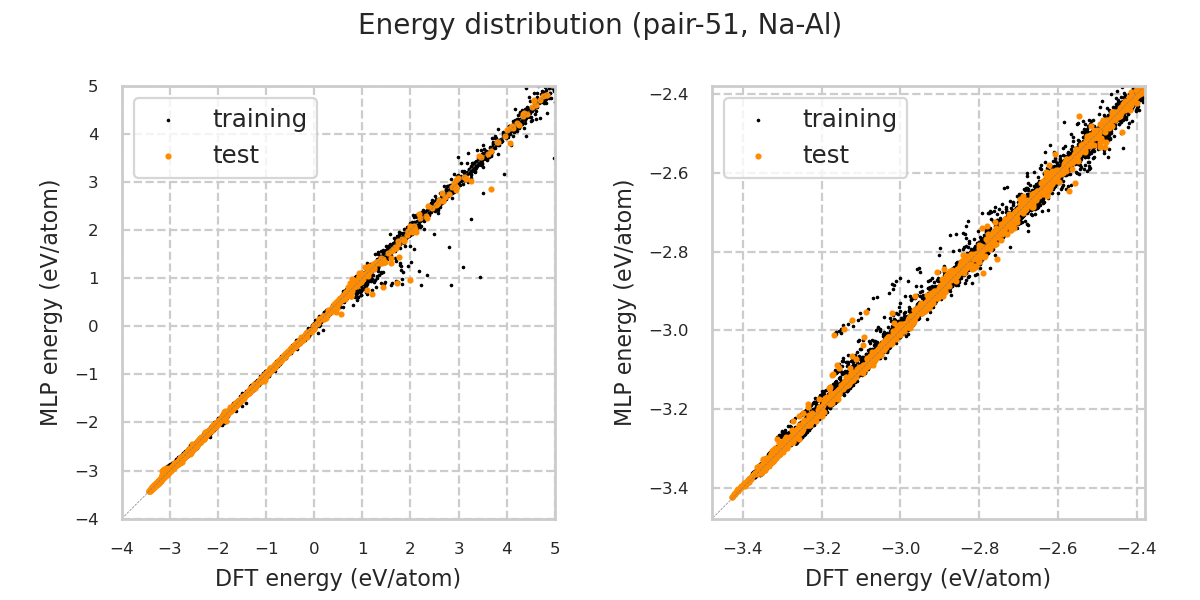 Energy distribution (pair-51, Na-Al)
MLP energy (eV/atom)
5
4
3
2
1
0
−1
−2
−3
−4
training
test
−4 −3 −2 −1 0 1 2 3 4 5
DFT energy (eV/atom)
MLP energy (eV/atom)
−2.4
−2.6
−2.8
−3.0
−3.2
−3.4
training
test
−3.4 −3.2 −3.0 −2.8 −2.6 −2.4
DFT energy (eV/atom)